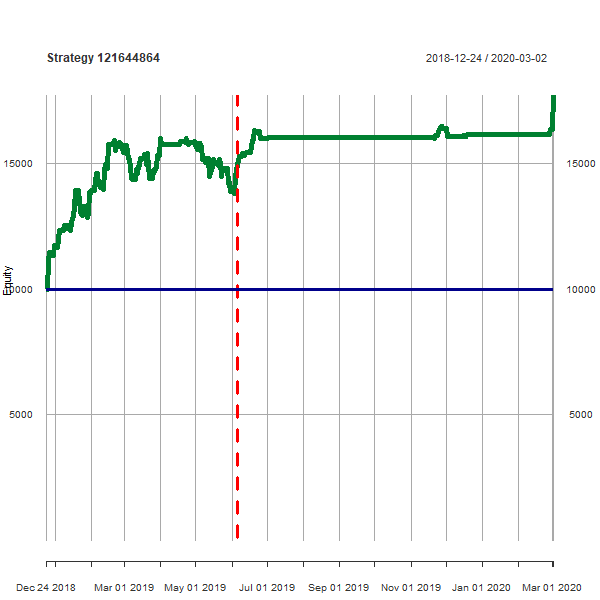 Strategy 121644864
2018-12-24 / 2020-03-02
15000
15000
Equity
10000
10000
5000
5000
Dec 24 2018
Mar 01 2019
May 01 2019
Jul 01 2019
Sep 01 2019
Nov 01 2019
Jan 01 2020
Mar 01 2020